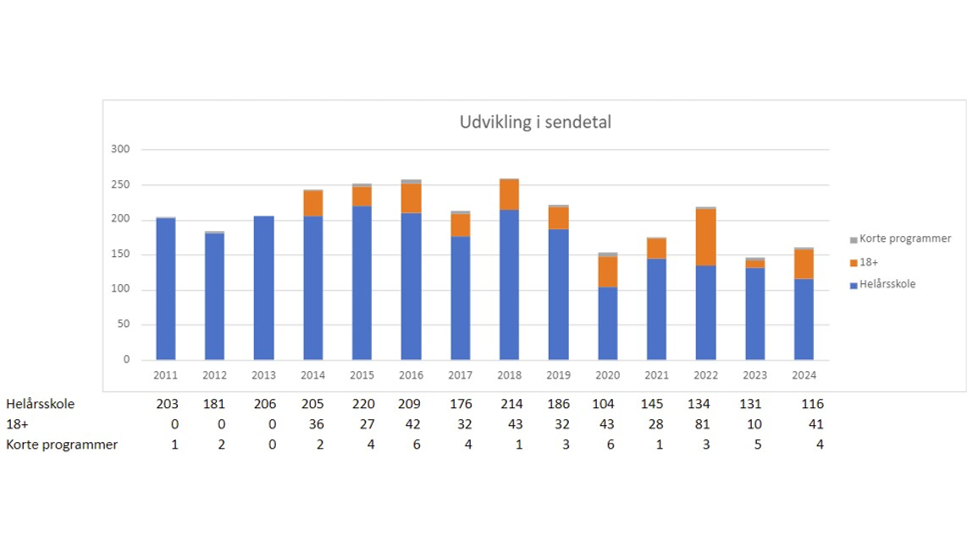 Udvikling i sendetal
300
250
200
150
100
50
0
2011 2012 2013 2014 2015 2016 2017 2018 2019 2020 2021 2022 2023 2024
Korte programmer
18+
Helårsskole
Helårsskole 203 181 206 205 220 209 176 214 186 104 145 134 131 116
18+ 0 0 0 36 27 42 32 43 32 43 28 81 10 41
Korte programmer 1 2 0 2 4 6 4 1 3 6 1 3 5 4